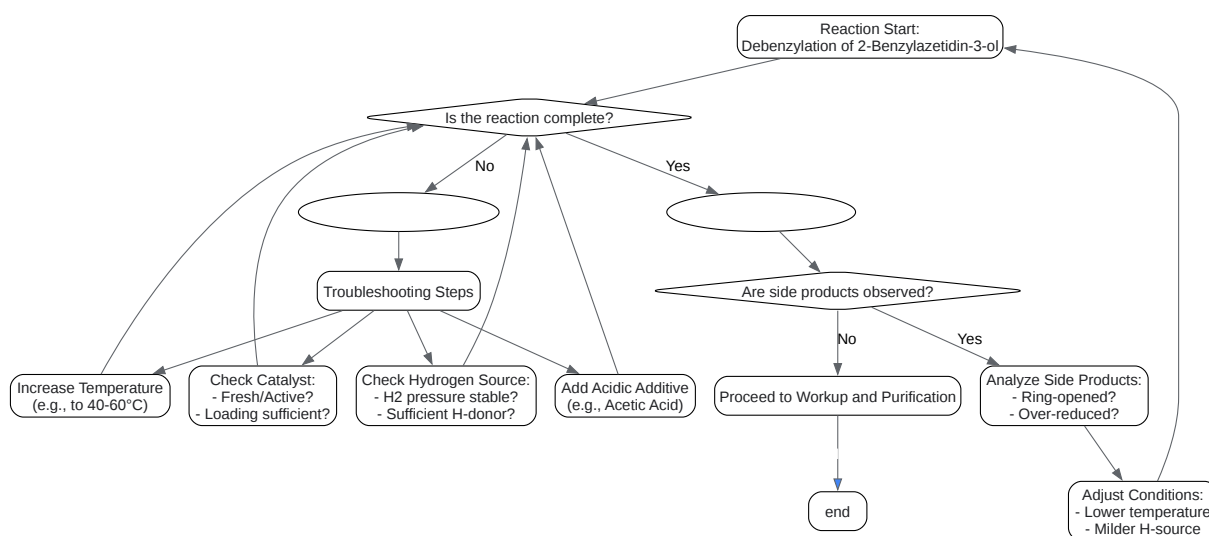 Reaction Start:
Debenzylation of 2-Benzylazetidin-3-ol
Is the reaction complete?
No
Yes
Troubleshooting Steps
Are side products observed?
No
Yes
Increase Temperature
(e.g., to 40-60°C)
Check Catalyst:
- Fresh/Active?
- Loading sufficient?
Check Hydrogen Source:
- H2 pressure stable?
- Sufficient H-donor?
Add Acidic Additive
(e.g., Acetic Acid)
Proceed to Workup and Purification
Analyze Side Products:
- Ring-opened?
- Over-reduced?
end
Adjust Conditions:
- Lower temperature
- Milder H-source